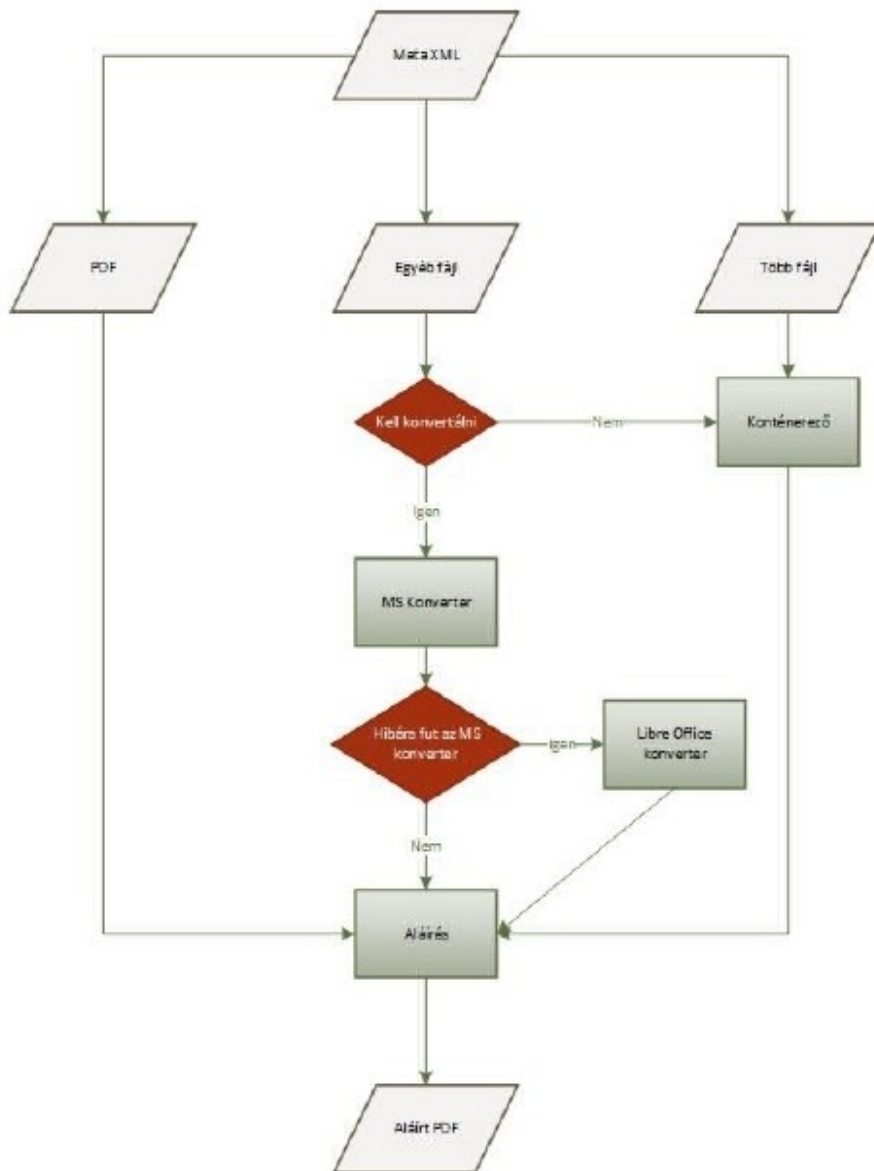 Meta XML
PDF
Egyéb fájl
Több fájl
Kell konvertálni
Nem
Konténerező
Igen
MS Konverter
Hibára fut az MS
konverter
Igen
Libre Office
konverter
Nem
Aláírás
Aláírt PDF